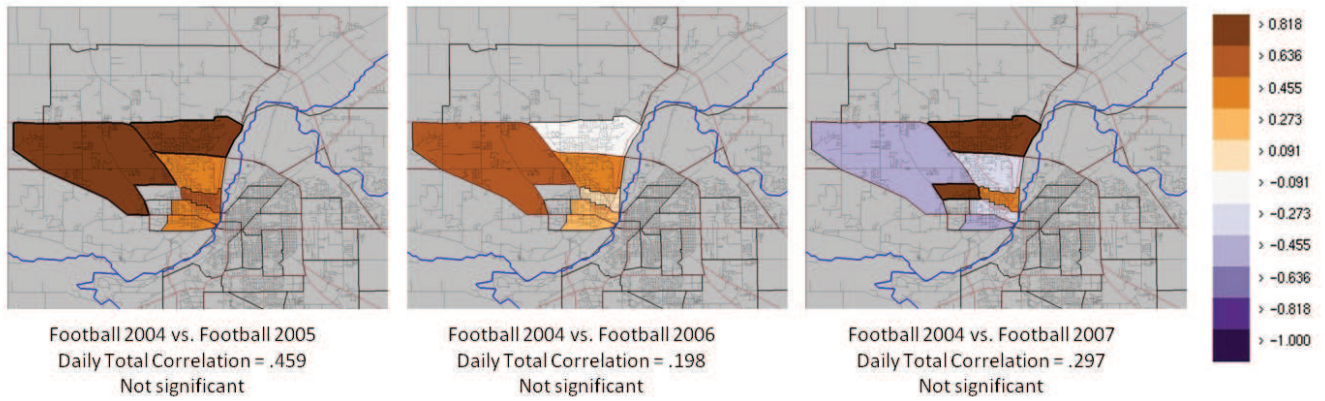 Football 2004 vs. Football 2005
Daily Total Correlation = .459
Not significant
Football 2004 vs. Football 2006
Daily Total Correlation = .198
Not significant
Football 2004 vs. Football 2007
Daily Total Correlation = .297
Not significant
> 0.818
> 0.636
> 0.455
> 0.273
> 0.091
> −0.091
> −0.273
> −0.455
> −0.636
> −0.818
> −1.000